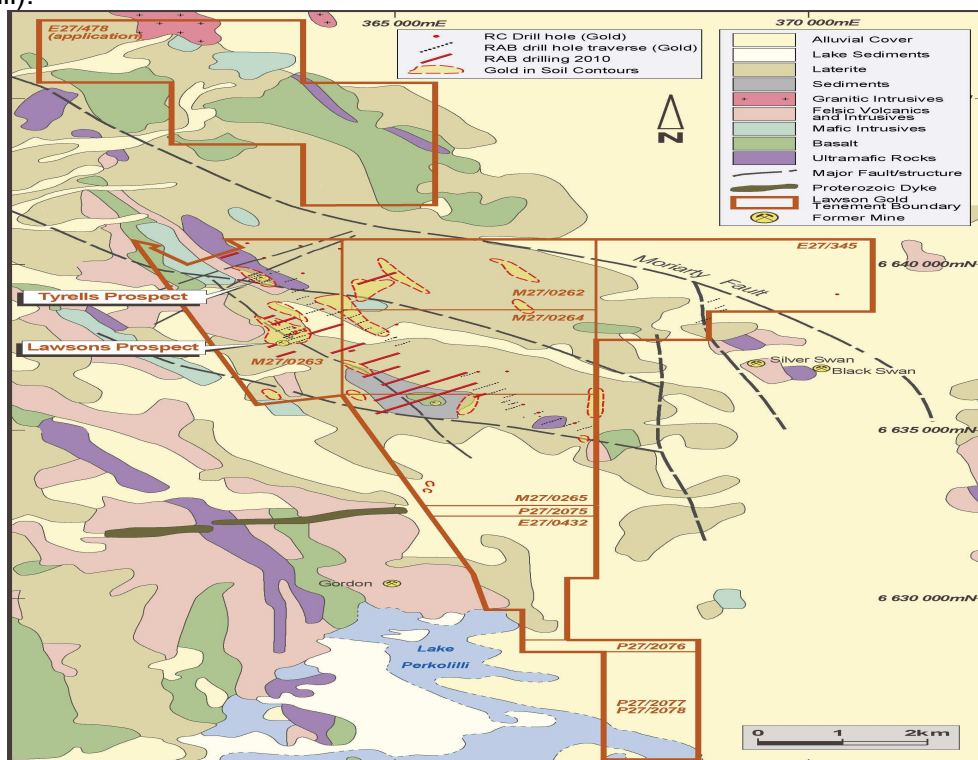 365 000mE
370 000mE
E27/478
(application)
RC Drill hole (Gold)
RAB drill hole traverse (Gold)
RAB drilling 2010
Gold in Soil Contours
Alluvial Cover
Lake Sediments
Laterite
Sediments
Granitic Intrusives
Felsic Volcanics
and Intrusives
Mafic Intrusives
Basalt
Ultramafic Rocks
Major Fault/structure
Proterozoic Dyke
Lawson Gold
Tenement Boundary
Former Mine
N
E27/345
Moriarty Fault
6 640 000mN
Tyrells Prospect
M27/0262
M27/0264
Lawsons Prospect
M27/0263
Silver Swan
Black Swan
6 635 000mN
M27/0265
P27/2075
E27/0432
Gordon
6 630 000mN
Lake
Perkolilli
P27/2076
P27/2077
P27/2078
0 1 2km